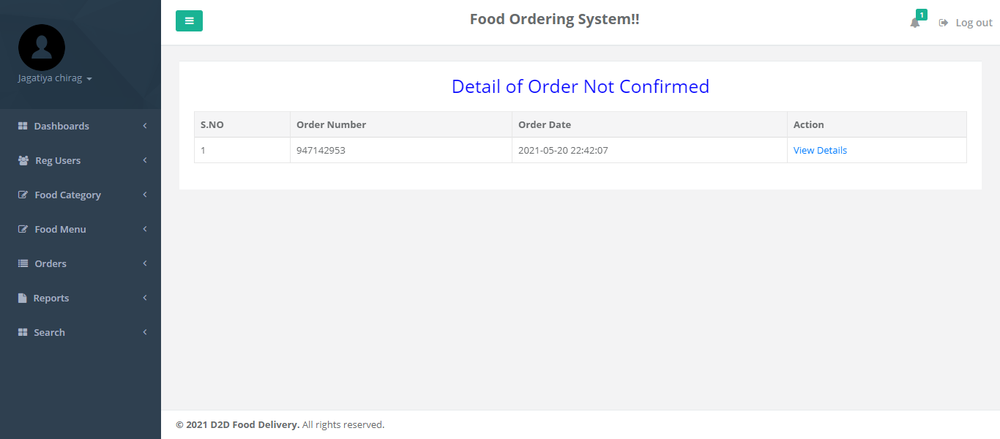 Jagatiya chirag
Dashboards
Reg Users
Food Category
Food Menu
Orders
Reports
Search
Food Ordering System!!
1
Log out
Detail of Order Not Confirmed
S.NO Order Number Order Date Action
1 947142953 2021-05-20 22:42:07 View Details
© 2021 D2D Food Delivery. All rights reserved.